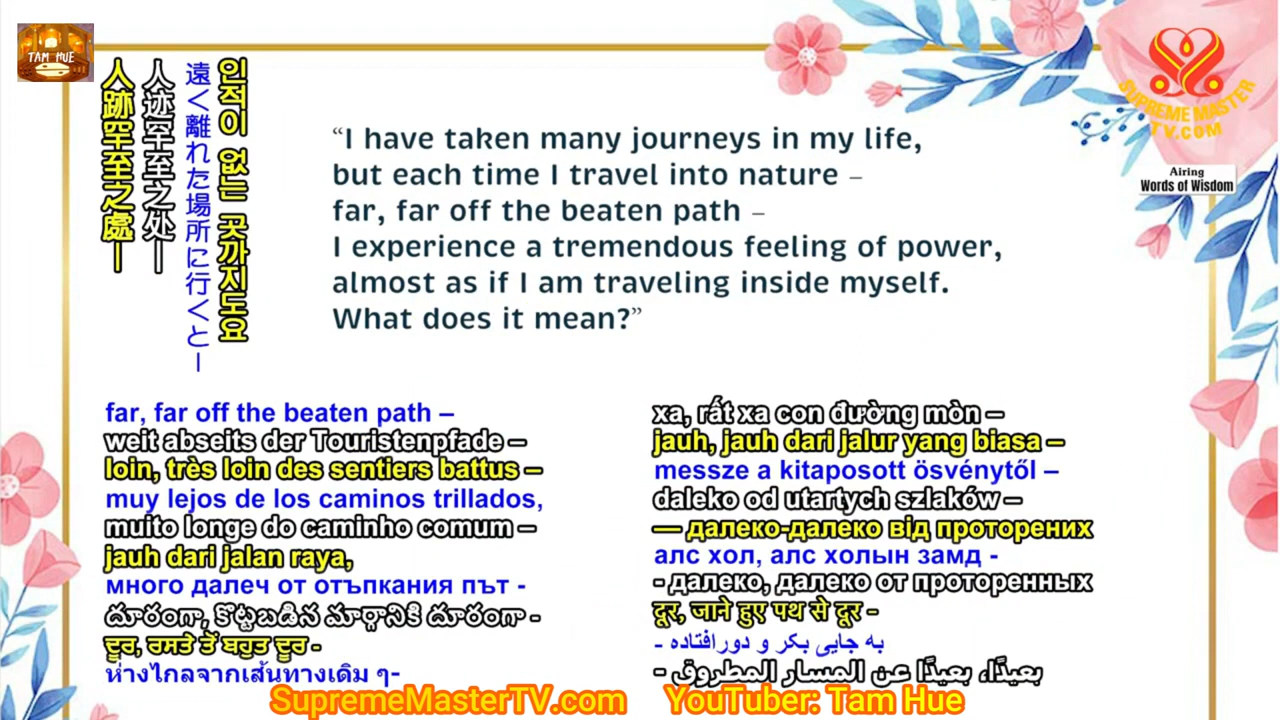 TAM HUE
人跡罕至之處—
人迹罕至之处—
遠く離れた場所に行くと—
인적이 없는 곳까지도요
“I have taken many journeys in my life,
but each time I travel into nature –
far, far off the beaten path –
I experience a tremendous feeling of power,
almost as if I am traveling inside myself.
What does it mean?”
SUPREME MASTER
TV.COM
Airing
Words of Wisdom
far, far off the beaten path –
weit abseits der Touristenpfade –
loin, très loin des sentiers battus –
muy lejos de los caminos trillados,
muito longe do caminho comum –
jauh dari jalan raya,
много далеч от отъпкания път -
దూరంగా, కొట్టబడిన మార్గానికి దూరంగా -
ਦੂਰ, ਰਸਤੇ ਤੋਂ ਬਹੁਤ ਦੂਰ -
ห่างไกลจากเส้นทางเดิม ๆ-
xa, rất xa con đường mòn –
jauh, jauh dari jalur yang biasa –
messze a kitaposott ösvénytől –
daleko od utartych szlaków –
— далеко-далеко від проторених
алс хол, алс холын замд -
- далеко, далеко от проторенных
दूर, जाने हुए पथ से दूर -
به جایی بکر و دورافتاده -
بعيدًا، بعيدًا عن المسار المطروق -
SupremeMasterTV.com YouTuber: Tam Hue